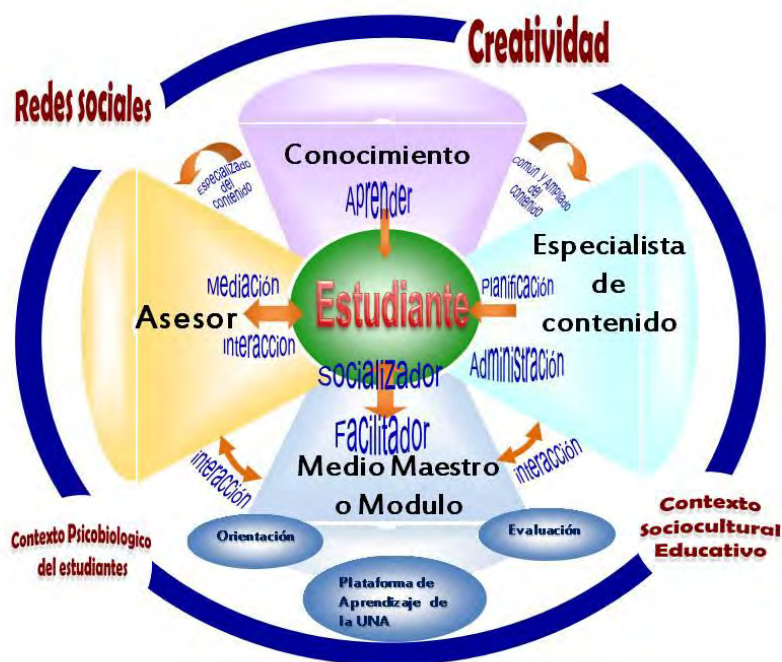 Creatividad
Redes sociales
Conocimiento
Aprender
Especializado
del
contenido
común y Ampliado
del
contenido
Especialista
de
contenido
Planificación
Administración
Mediación
Asesor
interaccion
Estudiante
socializador
Facilitador
Medio Maestro
o Modulo
interacción
interacción
Orientación
Evaluación
Plataforma de
Aprendizaje de
la UNA
Contexto Psicobiologico
del estudiantes
Contexto
Sociocultural
Educativo